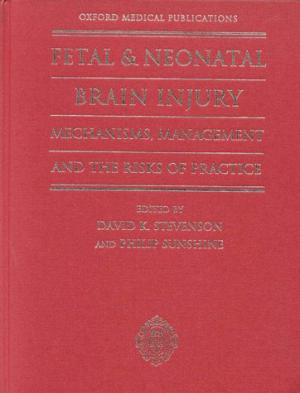 OXFORD MEDICAL PUBLICATIONS
FETAL & NEONATAL
BRAIN INJURY
MECHANISMS, MANAGEMENT
AND THE RISKS OF PRACTICE
EDITED BY
DAVID K. STEVENSON
AND PHILIP SUNSHINE